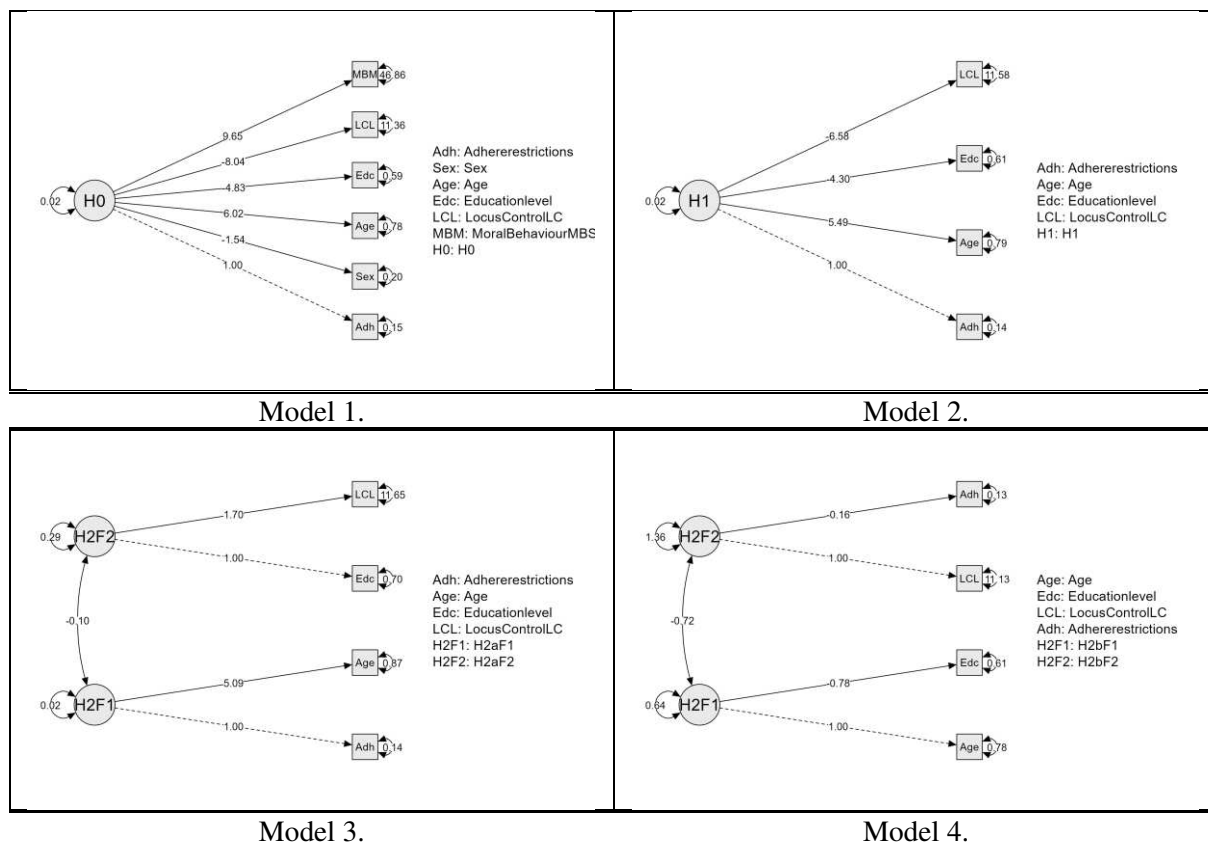 MBM 46.86
9.65
LCL 11.36
-8.04
Adh: Adhererestrictions
Edc 0.59
-4.83
Sex: Sex
Age: Age
0.02 H0
6.02
Edc: Educationlevel
Age 0.78
LCL: LocusControlLC
-1.54
MBM: MoralBehaviourMBS
H0: H0
1.00
Sex 0.20
Adh 0.15
LCL 11.58
-6.58
Edc 0.61
-4.30
Adh: Adhererestrictions
Age: Age
0.02 H1
Edc: Educationlevel
5.49
LCL: LocusControlLC
Age 0.79
H1: H1
1.00
Adh 0.14
Model 1.
Model 2.
LCL 11.65
-1.70
0.29 H2F2
1.00
Edc 0.70
Adh: Adhererestrictions
Age: Age
Edc: Educationlevel
-0.10
LCL: LocusControlLC
H2F1: H2aF1
Age 0.87
H2F2: H2aF2
5.09
0.02 H2F1
1.00
Adh 0.14
Adh 0.13
-0.16
1.36 H2F2
1.00
LCL 11.13
Age: Age
Edc: Educationlevel
LCL: LocusControlLC
-0.72
Adh: Adhererestrictions
H2F1: H2bF1
Edc 0.61
H2F2: H2bF2
-0.78
0.64 H2F1
1.00
Age 0.78
Model 3.
Model 4.